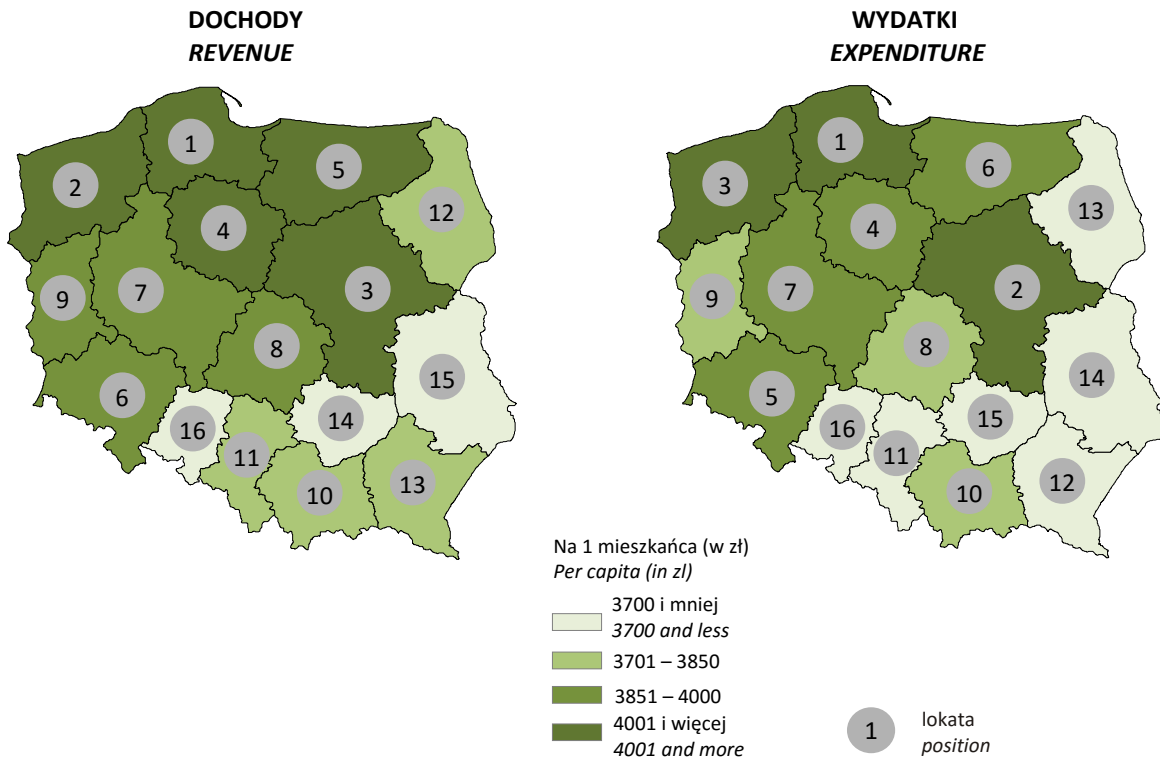 DOCHODY
REVENUE
1
2
5
12
4
3
9
7
8
15
6
16
14
11
13
10
WYDATKI
EXPENDITURE
1
6
3
13
4
2
9
7
8
14
5
15
16
11
12
10
Na 1 mieszkańca (w zł)
Per capita (in zl)
3700 i mniej
3700 and less
3701 – 3850
3851 – 4000
4001 i więcej
4001 and more
1
lokata
position